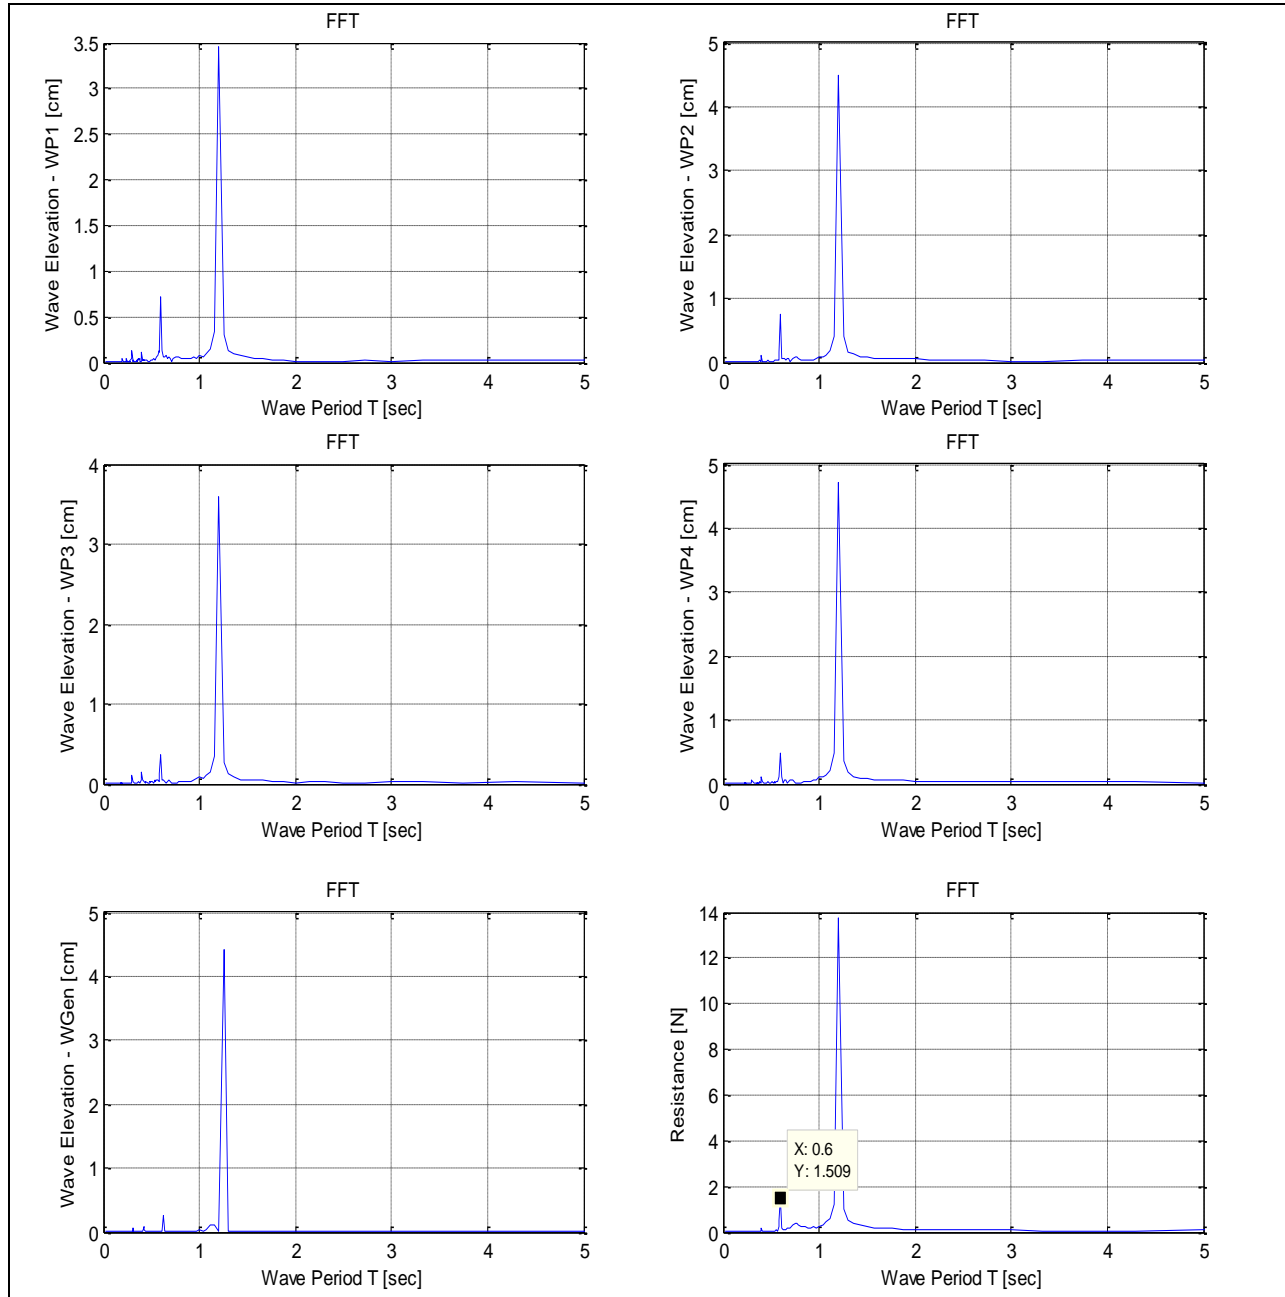 FFT
Wave Elevation - WP1 [cm]
3.5
3
2.5
2
1.5
1
0.5
0
0 1 2 3 4 5
Wave Period T [sec]
FFT
Wave Elevation - WP2 [cm]
5
4
3
2
1
0
0 1 2 3 4 5
Wave Period T [sec]
FFT
Wave Elevation - WP3 [cm]
4
3
2
1
0
0 1 2 3 4 5
Wave Period T [sec]
FFT
Wave Elevation - WP4 [cm]
5
4
3
2
1
0
0 1 2 3 4 5
Wave Period T [sec]
FFT
Wave Elevation - WGen [cm]
5
4
3
2
1
0
0 1 2 3 4 5
Wave Period T [sec]
FFT
Resistance [N]
14
12
10
8
6
4
2
0
X: 0.6
Y: 1.509
0 1 2 3 4 5
Wave Period T [sec]